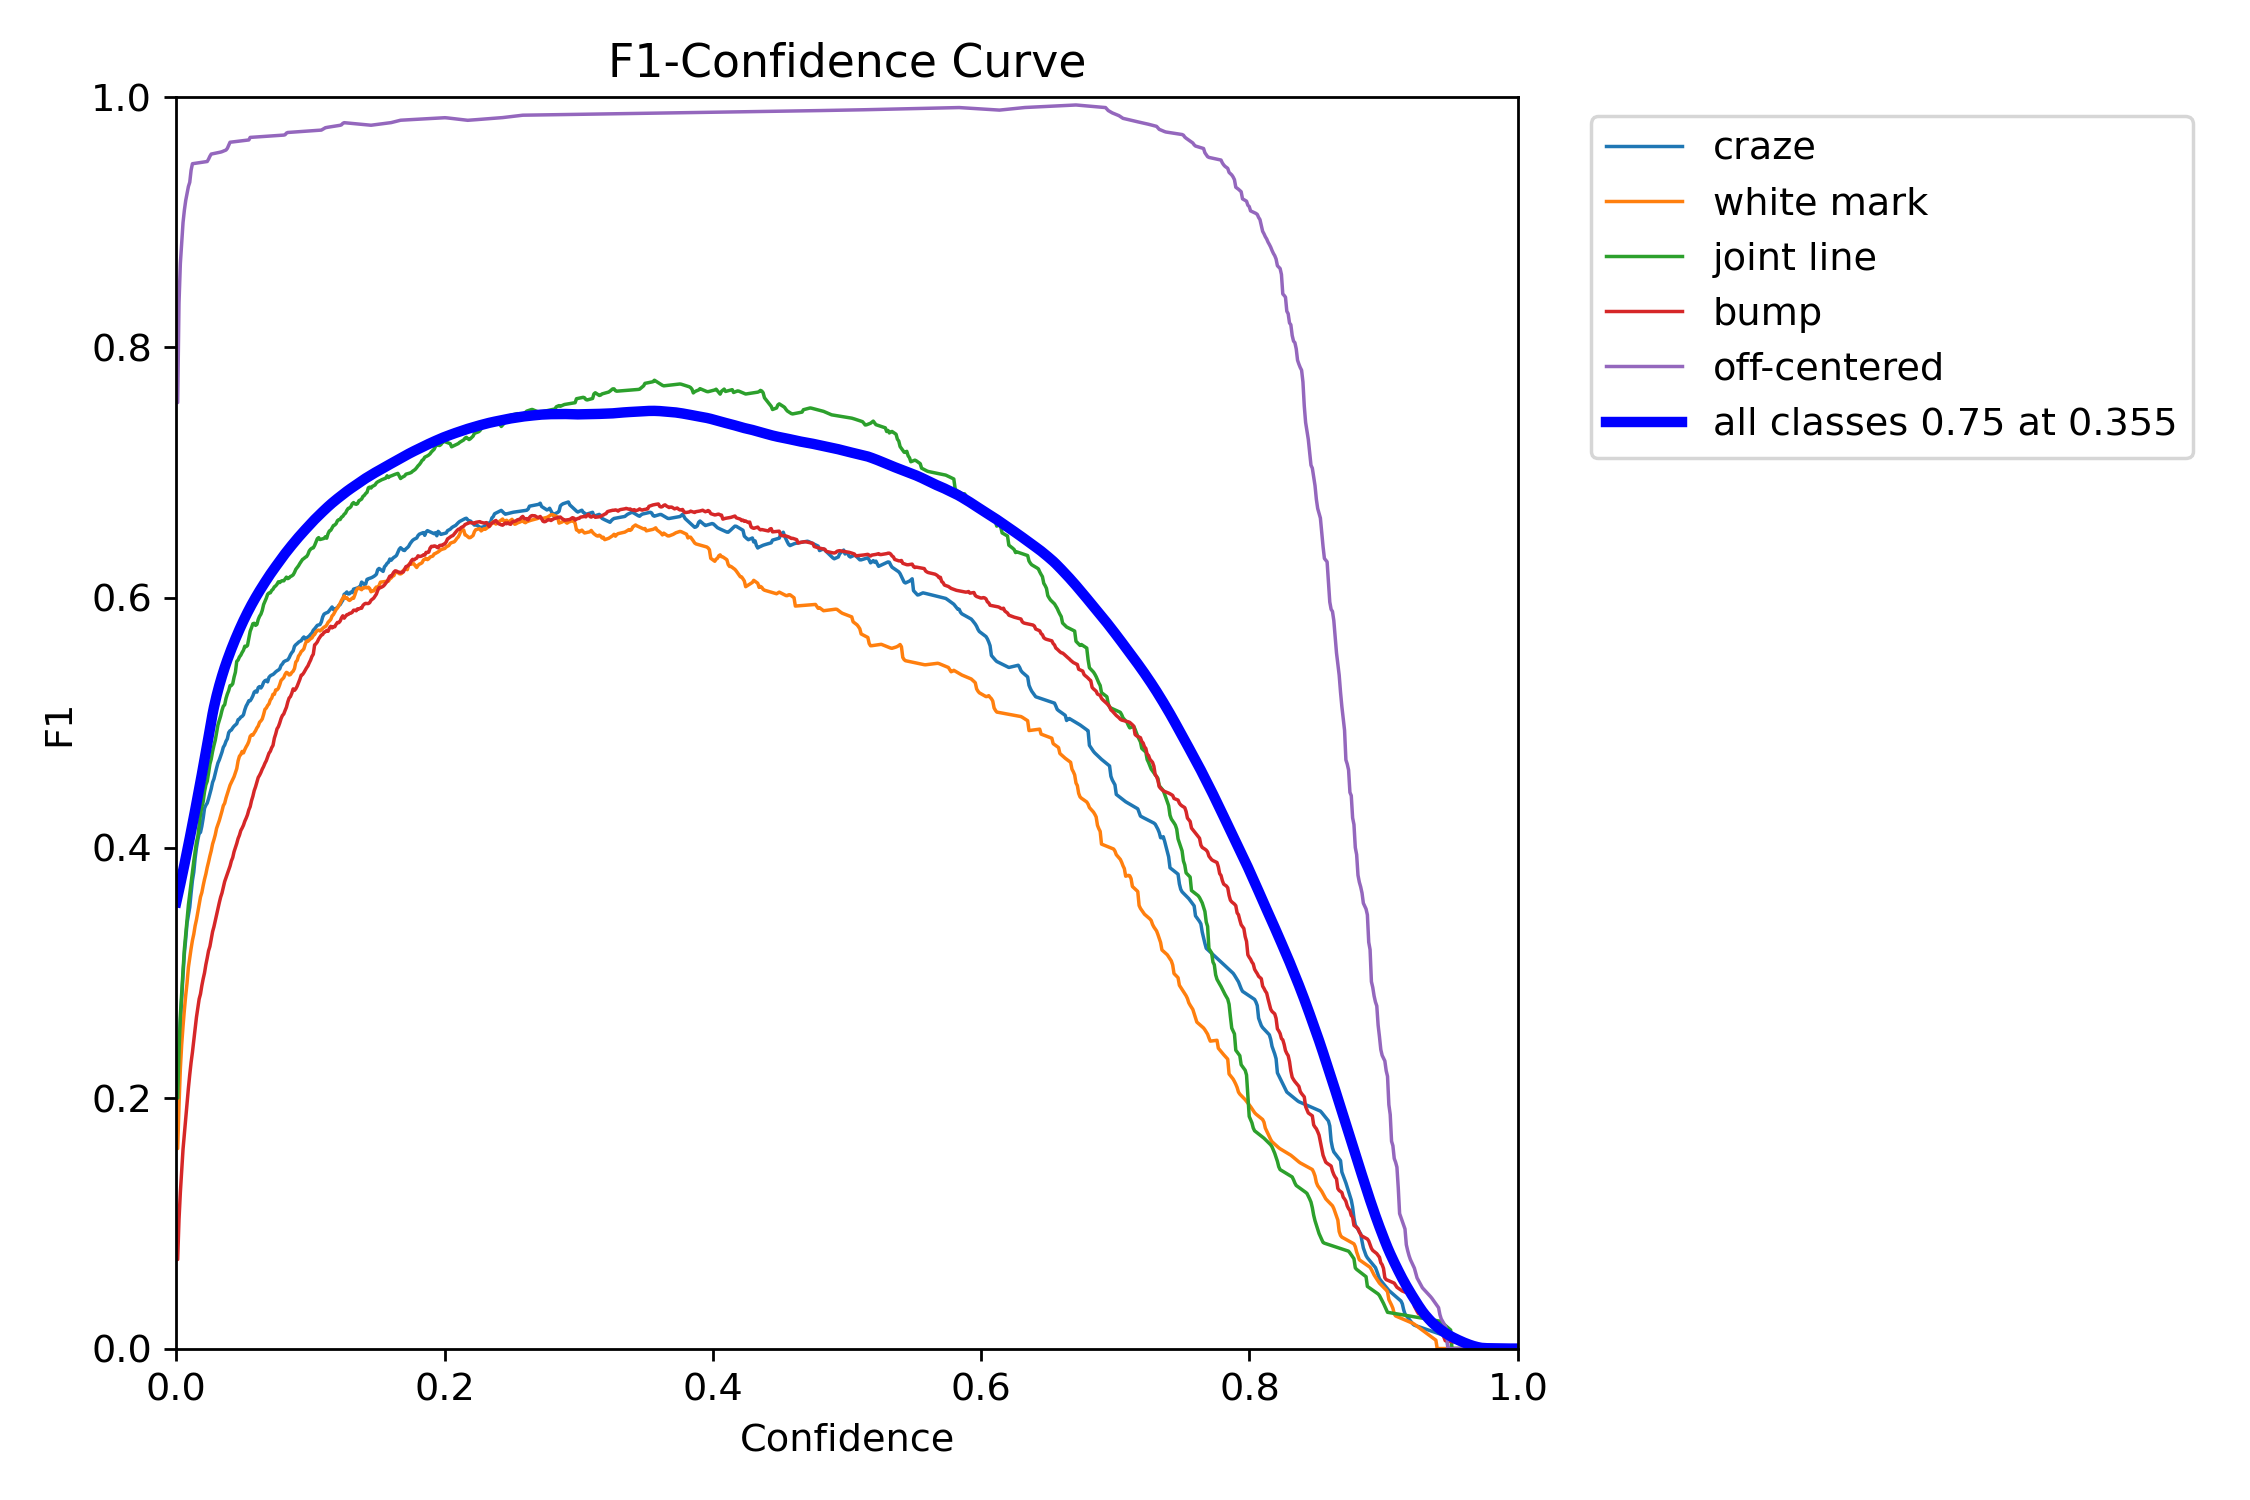 F1-Confidence Curve
1.0
0.8
0.6
0.4
0.2
0.0
F1
0.0 0.2 0.4 0.6 0.8 1.0
Confidence
craze
white mark
joint line
bump
off-centered
all classes 0.75 at 0.355